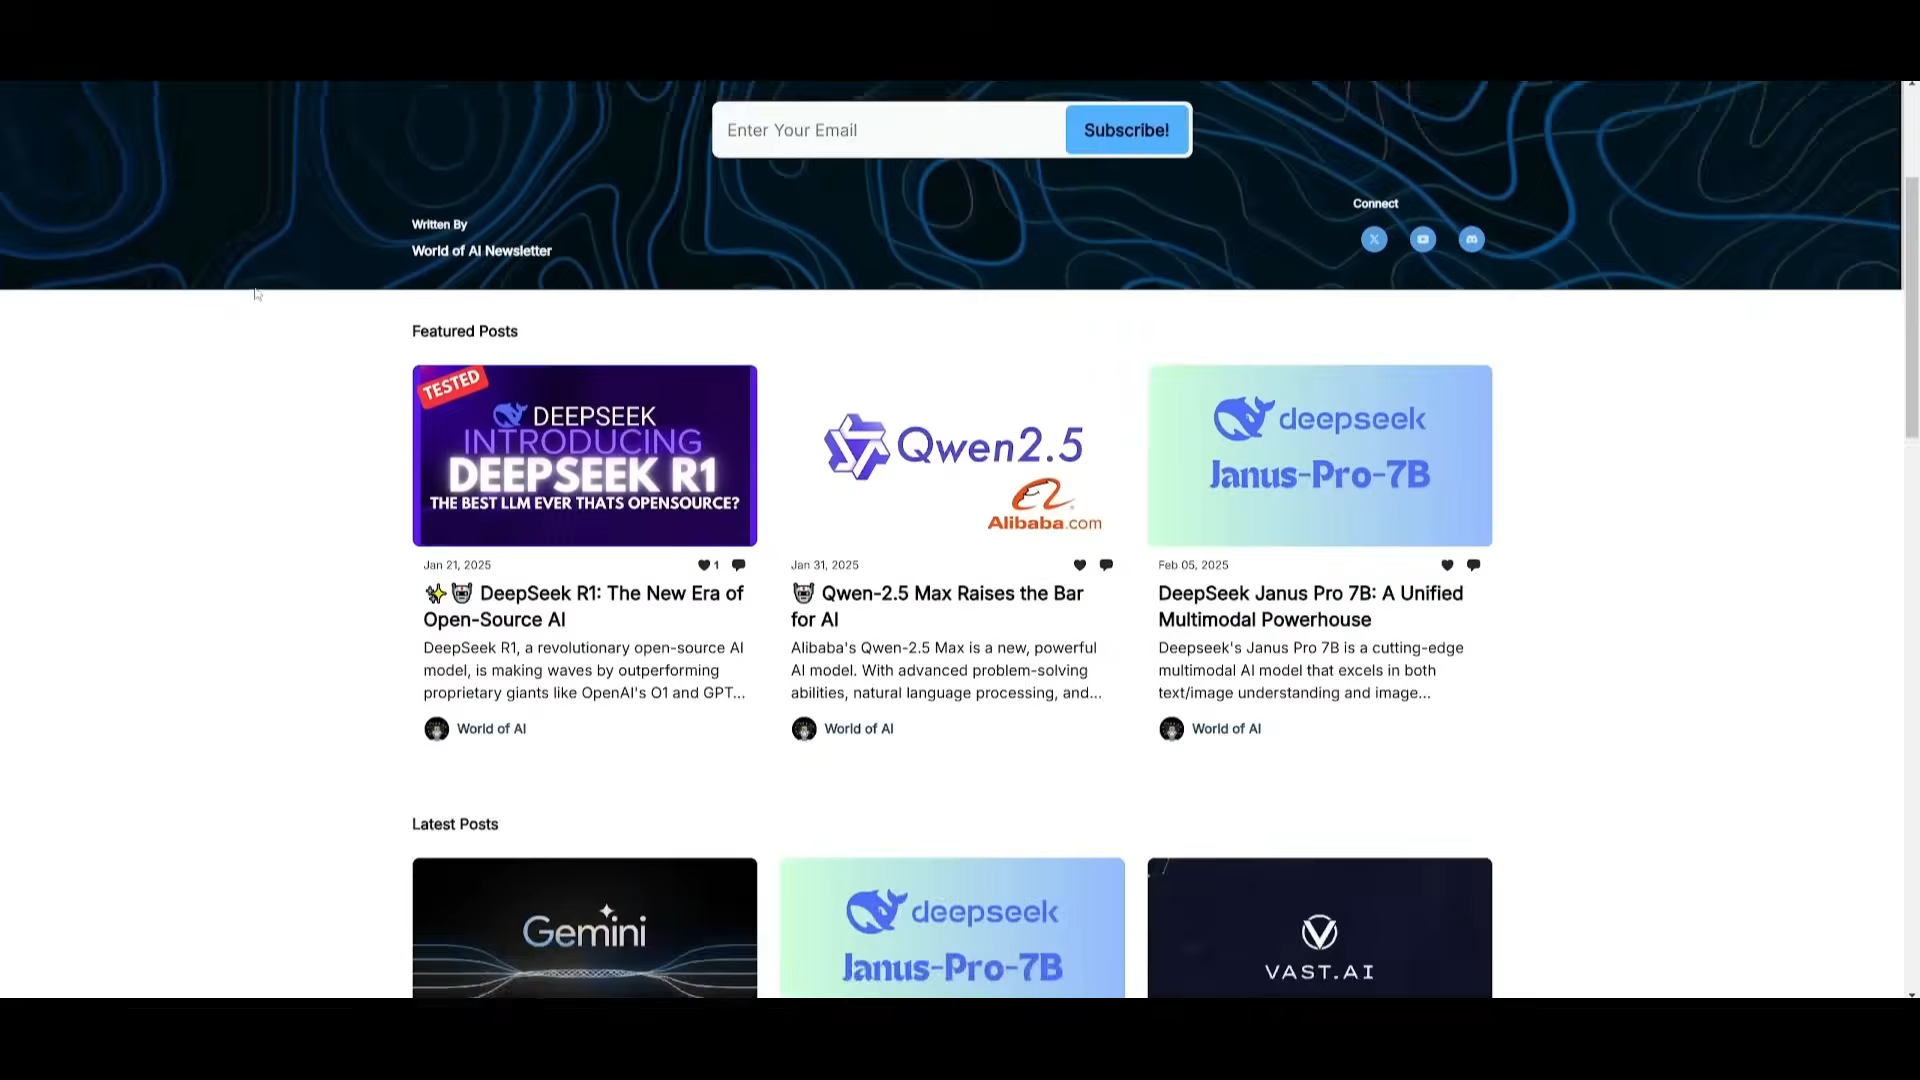 Enter Your Email
Subscribe!
Connect
Written By
World of AI Newsletter
Featured Posts
TESTED
DEEPSEEK
INTRODUCING
DEEPSEEK R1
THE BEST LLM EVER THATS OPENSOURCE?
Jan 21, 2025
1
✨🤖 DeepSeek R1: The New Era of
Open-Source AI
DeepSeek R1, a revolutionary open-source AI
model, is making waves by outperforming
proprietary giants like OpenAI's O1 and GPT...
World of AI
Qwen2.5
Alibaba.com
Jan 31, 2025
🤖 Qwen-2.5 Max Raises the Bar
for AI
Alibaba's Qwen-2.5 Max is a new, powerful
AI model. With advanced problem-solving
abilities, natural language processing, and...
World of AI
deepseek
Janus-Pro-7B
Feb 05, 2025
DeepSeek Janus Pro 7B: A Unified
Multimodal Powerhouse
Deepseek's Janus Pro 7B is a cutting-edge
multimodal AI model that excels in both
text/image understanding and image...
World of AI
Latest Posts
Gemini
deepseek
Janus-Pro-7B
VAST.AI